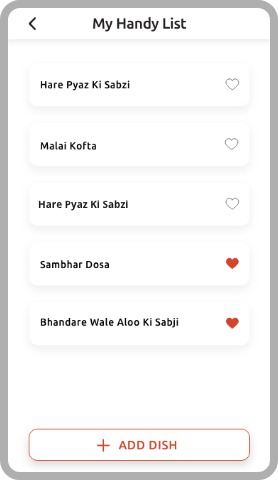 My Handy List
Hare Pyaz Ki Sabzi
Malai Kofta
Hare Pyaz Ki Sabzi
Sambhar Dosa
Bhandare Wale Aloo Ki Sabji
ADD DISH